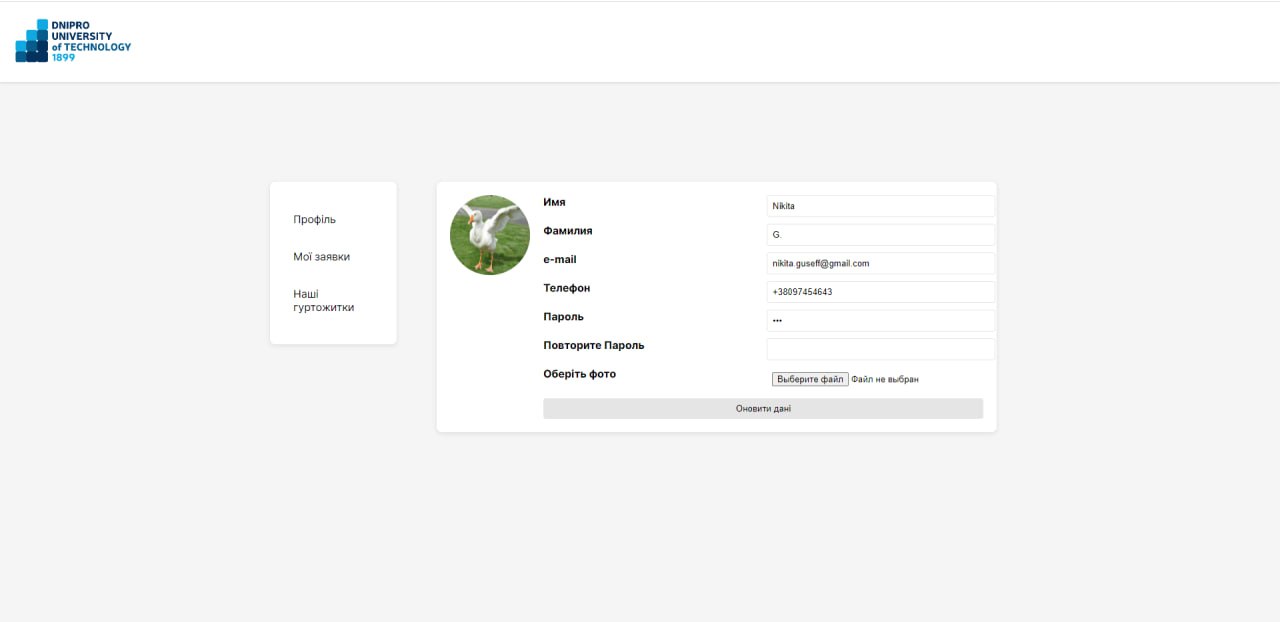 DNIPRO
UNIVERSITY
of TECHNOLOGY
1899
Профіль
Мої заявки
Наші
гуртожитки
Имя
Nikita
Фамилия
G.
e-mail
nikita.guseff@gmail.com
Телефон
+38097454643
Пароль
•••
Повторите Пароль
Оберіть фото
Выберите файл Файл не выбран
Оновити дані